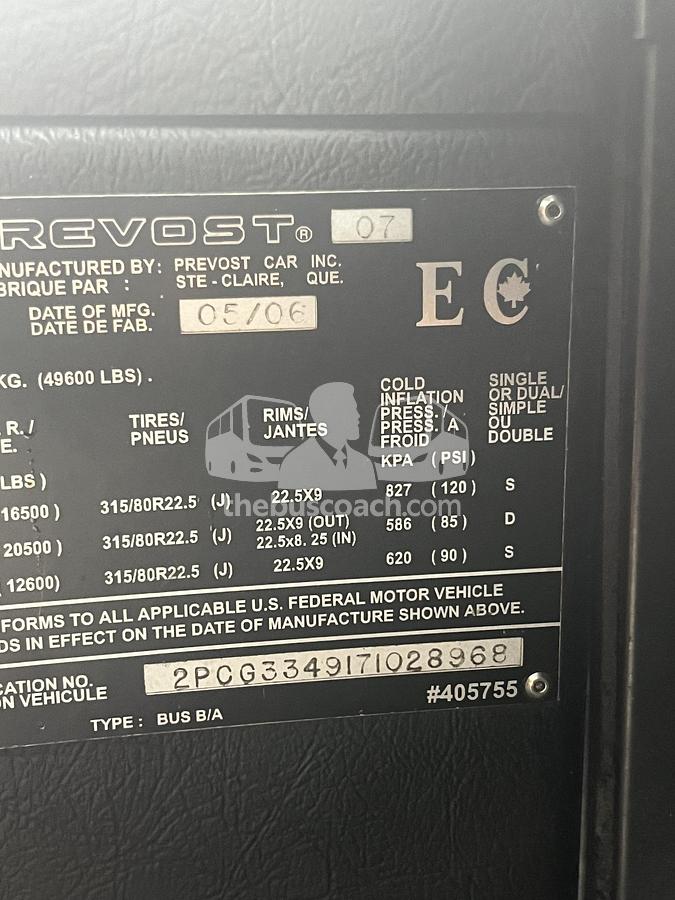 REVOST® 07
NUFACTURED BY: PREVOST CAR INC.
BRIQUE PAR : STE-CLAIRE, QUE.
EC
DATE OF MFG.
DATE DE FAB. 05/06
KG. (49600 LBS).
R. /
E.
TIRES/
PNEUS
RIMS/
JANTES
COLD
INFLATION
PRESS. /
PRESS. A
FROID
KPA (PSI)
SINGLE
OR DUAL/
SIMPLE
OU
DOUBLE
LBS)
16500) 315/80R22.5 (J) 22.5X9 827 (120) S
20500) 315/80R22.5 (J) 22.5X9 (OUT) 586 (85) D
22.5x8.25 (IN)
12600) 315/80R22.5 (J) 22.5X9 620 (90) S
thebuscoach.com
FORMS TO ALL APPLICABLE U.S. FEDERAL MOTOR VEHICLE
DS IN EFFECT ON THE DATE OF MANUFACTURE SHOWN ABOVE.
CATION NO.
ON VEHICULE 2PCG3349171028968
#405755
TYPE : BUS B/A